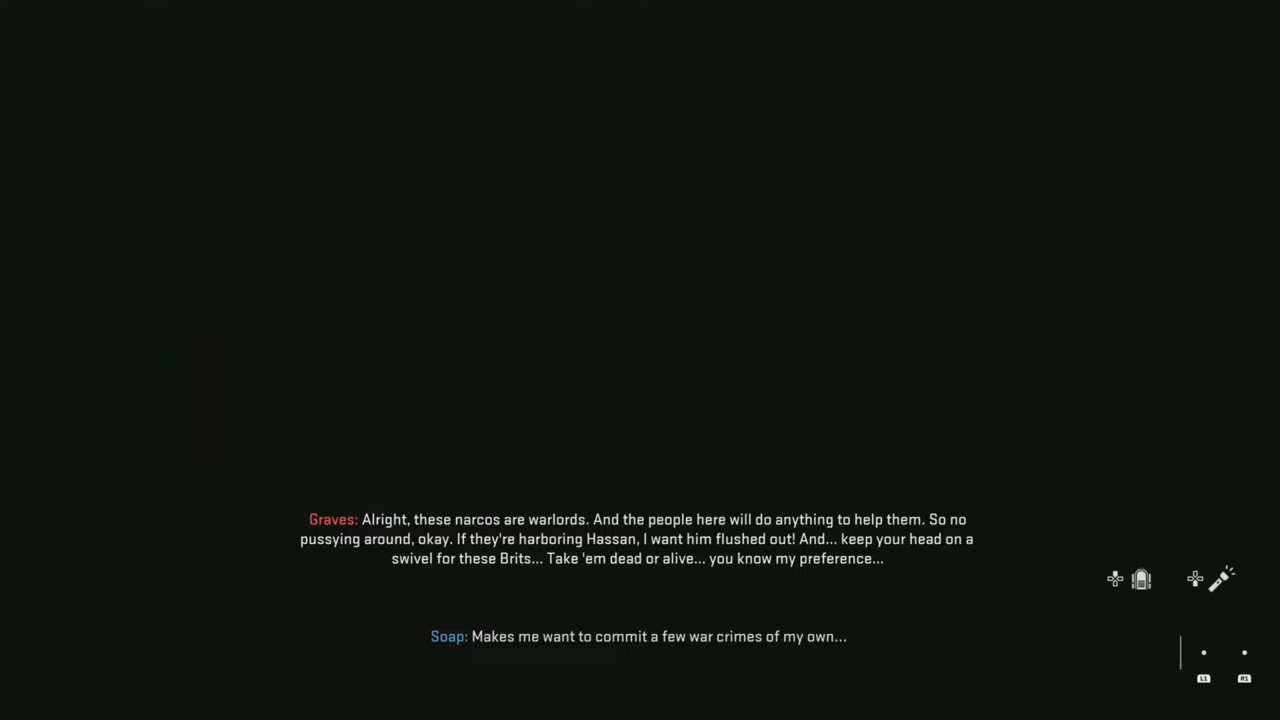 Graves: Alright, these narcos are warlords. And the people here will do anything to help them. So no
pussying around, okay. If they're harboring Hassan, I want him flushed out! And... keep your head on a
swivel for these Brits... Take 'em dead or alive... you know my preference...
Soap: Makes me want to commit a few war crimes of my own...
L1 R1